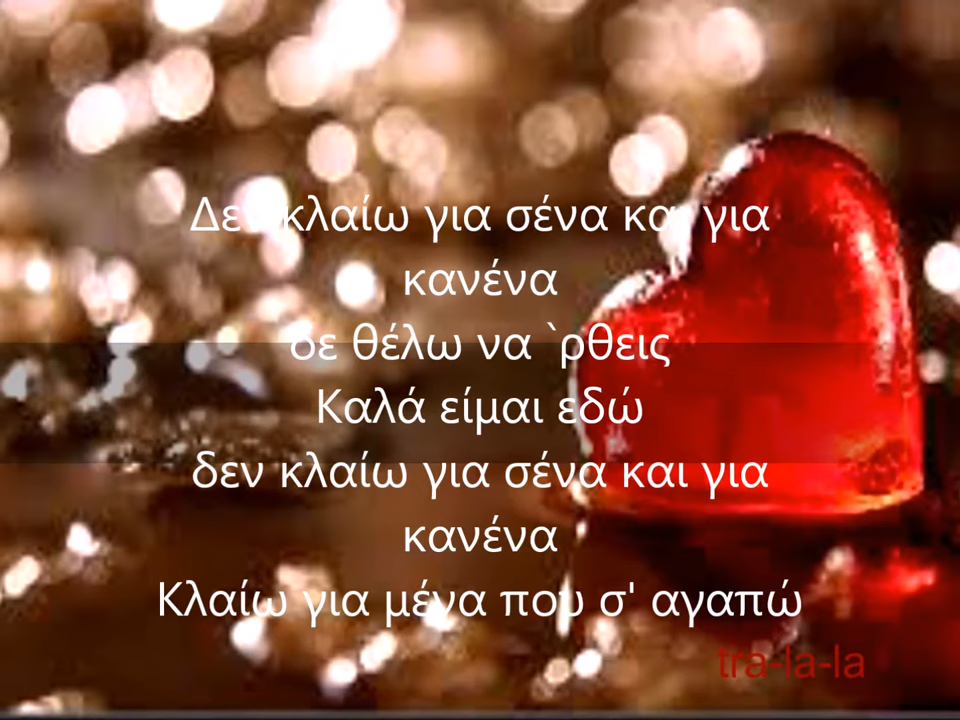 Δεν κλαίω για σένα και για
κανένα
δε θέλω να `ρθεις
Καλά είμαι εδώ
δεν κλαίω για σένα και για
κανένα
Κλαίω για μένα που σ' αγαπώ
tra-la-la